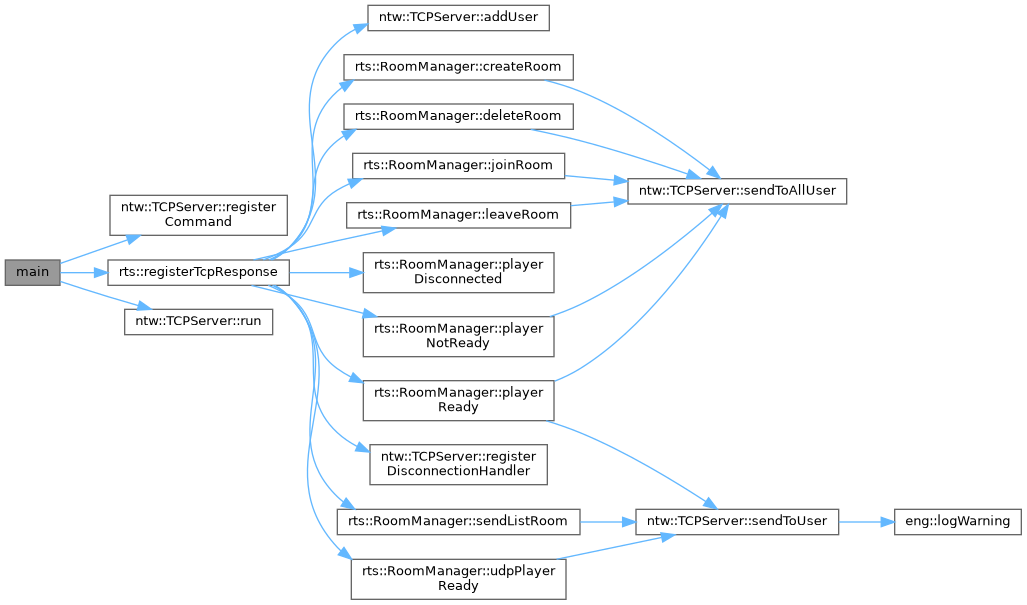 main
ntw::TCPServer::register
Command
rts::registerTcpResponse
ntw::TCPServer::run
ntw::TCPServer::addUser
rts::RoomManager::createRoom
rts::RoomManager::deleteRoom
rts::RoomManager::joinRoom
rts::RoomManager::leaveRoom
rts::RoomManager::player
Disconnected
rts::RoomManager::player
NotReady
rts::RoomManager::player
Ready
ntw::TCPServer::register
DisconnectionHandler
rts::RoomManager::sendListRoom
rts::RoomManager::udpPlayer
Ready
ntw::TCPServer::sendToAllUser
ntw::TCPServer::sendToUser
eng::logWarning